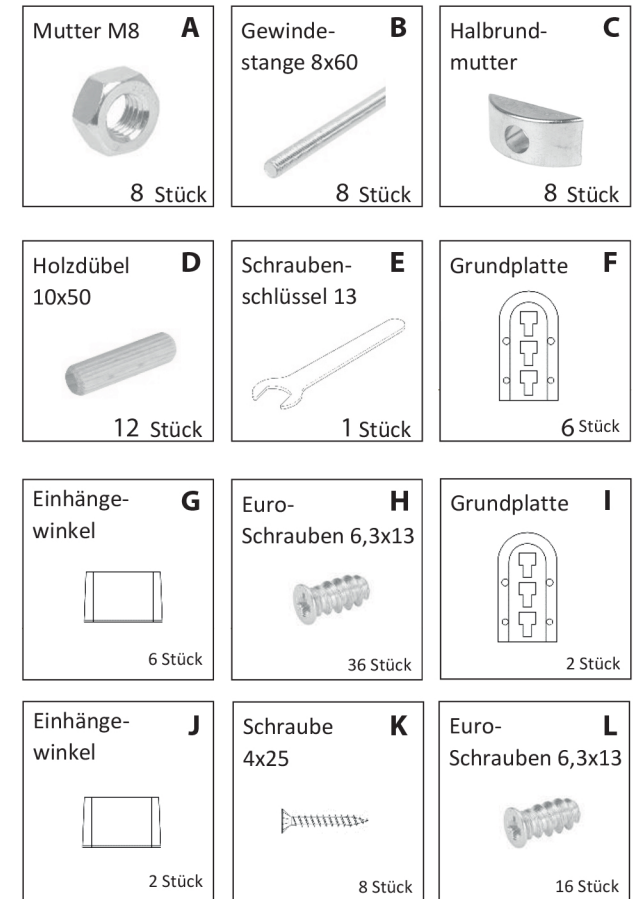 Mutter M8 A
8 Stück
Gewinde- B
stange 8x60
8 Stück
Halbrund- C
mutter
8 Stück
Holzdübel D
10x50
12 Stück
Schrauben- E
schlüssel 13
1 Stück
Grundplatte F
6 Stück
Einhänge- G
winkel
6 Stück
Euro- H
Schrauben 6,3x13
36 Stück
Grundplatte I
2 Stück
Einhänge- J
winkel
2 Stück
Schraube K
4x25
8 Stück
Euro- L
Schrauben 6,3x13
16 Stück